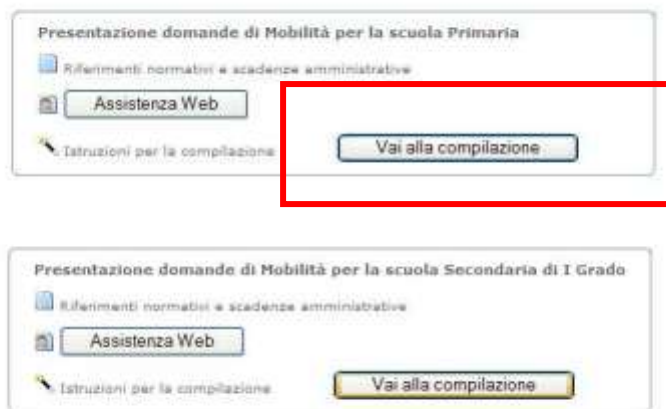 Presentazione domande di Mobilità per la scuola Primaria
Riferimenti normativi e scadenze amministrative
Assistenza Web
Istruzioni per la compilazione
Vai alla compilazione
Presentazione domande di Mobilità per la scuola Secondaria di I Grado
Riferimenti normativi e scadenze amministrative
Assistenza Web
Istruzioni per la compilazione
Vai alla compilazione